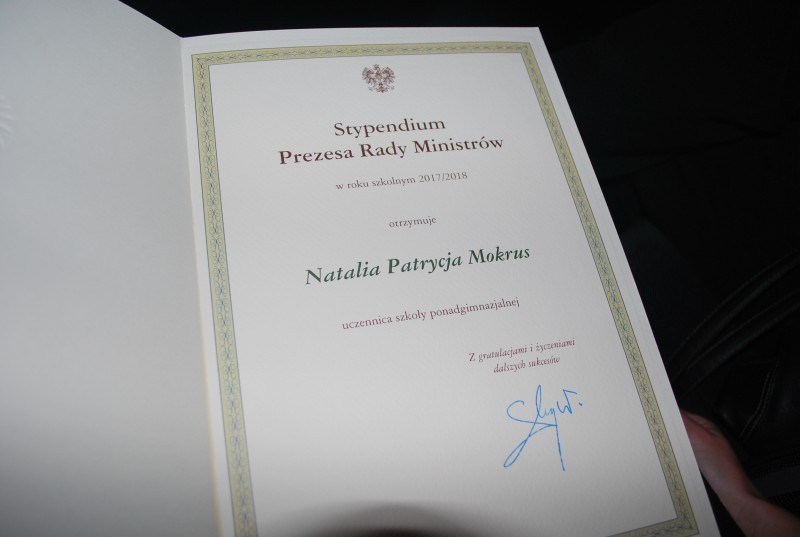 Stypendium
Prezesa Rady Ministrów
w roku szkolnym 2017/2018
otrzymuje
Natalia Patrycja Mokrus
uczennica szkoły ponadgimnazjalnej
Z gratulacjami i życzeniami
dalszych sukcesów